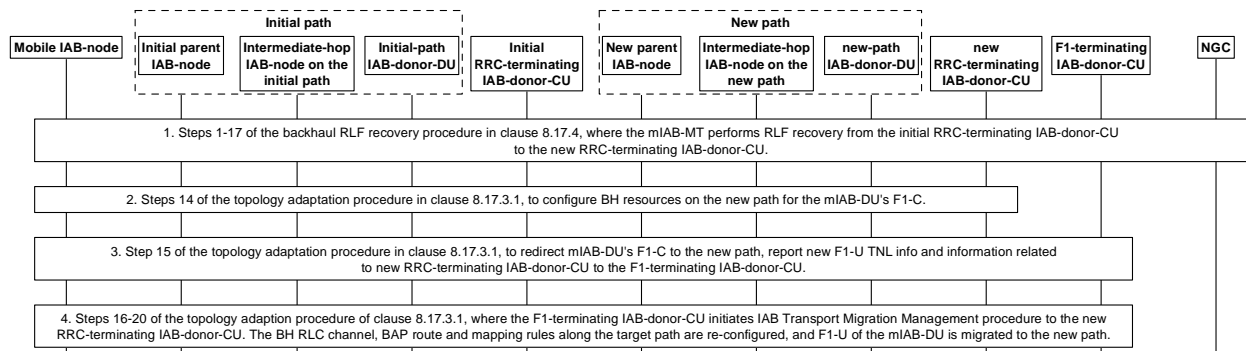 Initial path
New path
Mobile IAB-node
Initial parent
IAB-node
Intermediate-hop
IAB-node on the
initial path
Initial-path
IAB-donor-DU
Initial
RRC-terminating
IAB-donor-CU
New parent
IAB-node
Intermediate-hop
IAB-node on the
new path
new-path
IAB-donor-DU
new
RRC-terminating
IAB-donor-CU
F1-terminating
IAB-donor-CU
NGC
1. Steps 1-17 of the backhaul RLF recovery procedure in clause 8.17.4, where the mIAB-MT performs RLF recovery from the initial RRC-terminating IAB-donor-CU
to the new RRC-terminating IAB-donor-CU.
2. Steps 14 of the topology adaptation procedure in clause 8.17.3.1, to configure BH resources on the new path for the mIAB-DU's F1-C.
3. Step 15 of the topology adaptation procedure in clause 8.17.3.1, to redirect mIAB-DU's F1-C to the new path, report new F1-U TNL info and information related
to new RRC-terminating IAB-donor-CU to the F1-terminating IAB-donor-CU.
4. Steps 16-20 of the topology adaption procedure of clause 8.17.3.1, where the F1-terminating IAB-donor-CU initiates IAB Transport Migration Management procedure to the new
RRC-terminating IAB-donor-CU. The BH RLC channel, BAP route and mapping rules along the target path are re-configured, and F1-U of the mIAB-DU is migrated to the new path.